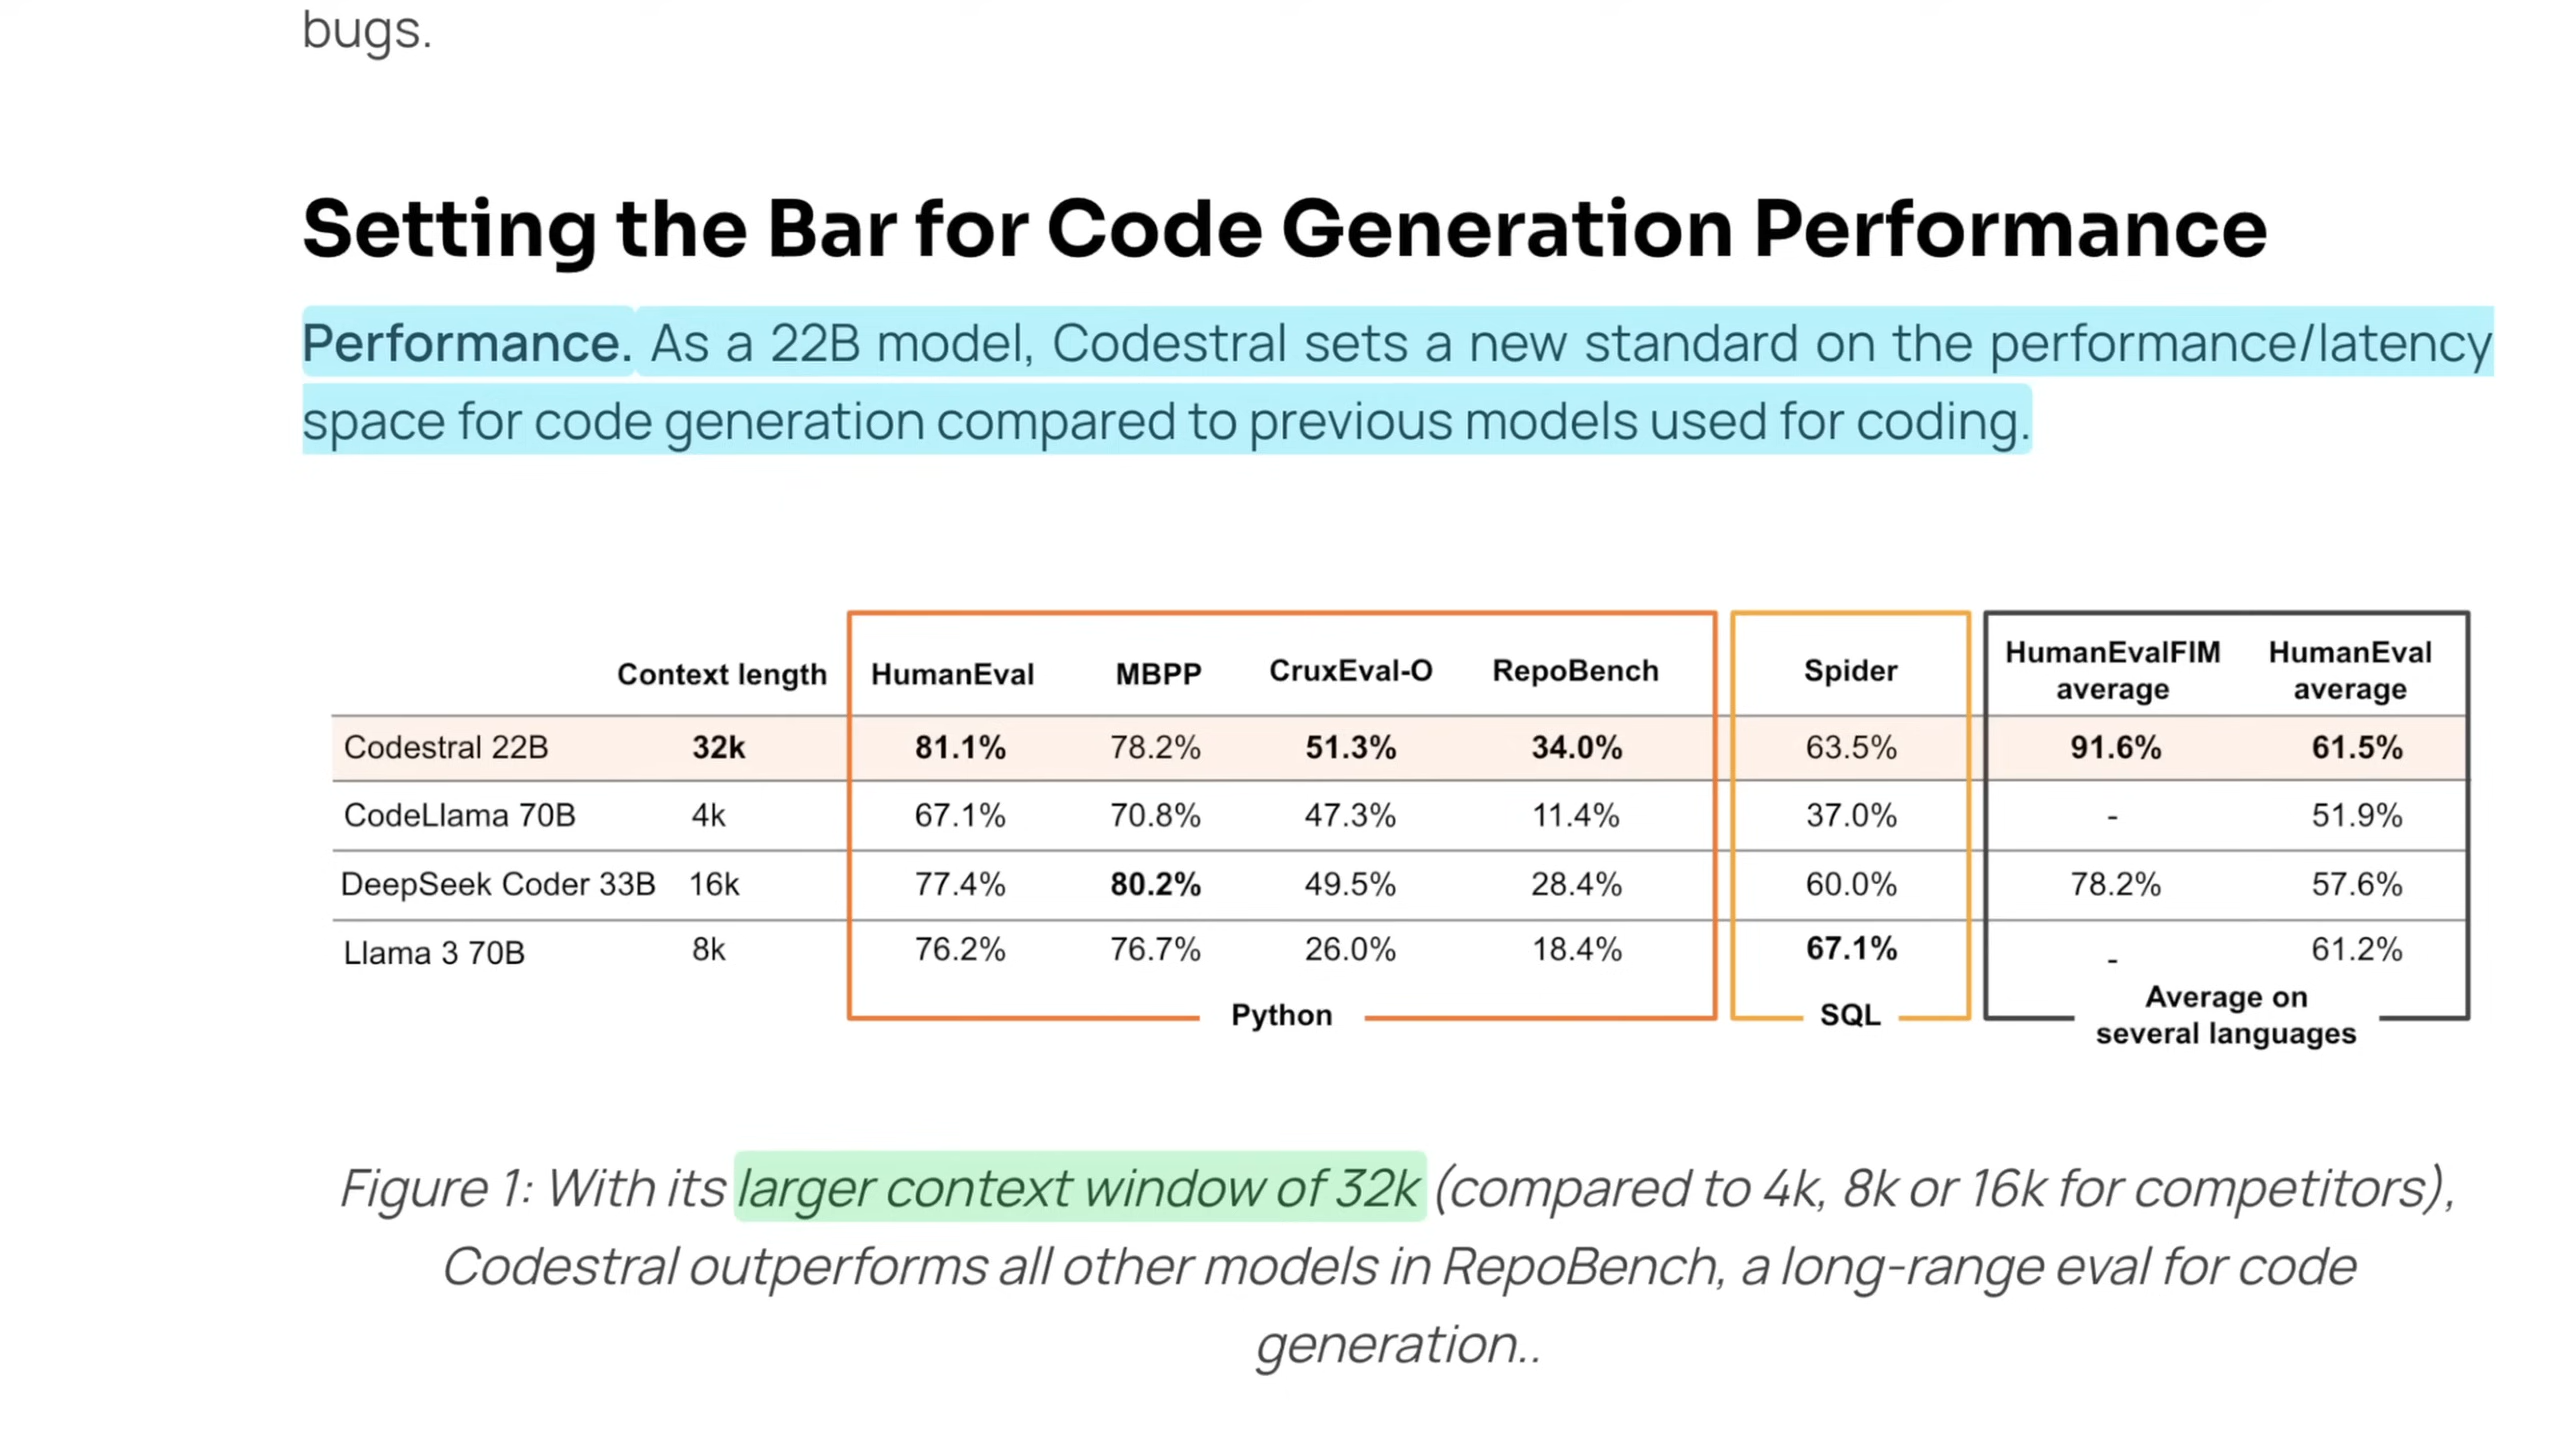 bugs.
Setting the Bar for Code Generation Performance
Performance. As a 22B model, Codestral sets a new standard on the performance/latency
space for code generation compared to previous models used for coding.
Context length HumanEval MBPP CruxEval-O RepoBench Spider HumanEvalFIM average HumanEval average
Codestral 22B 32k 81.1% 78.2% 51.3% 34.0% 63.5% 91.6% 61.5%
CodeLlama 70B 4k 67.1% 70.8% 47.3% 11.4% 37.0% - 51.9%
DeepSeek Coder 33B 16k 77.4% 80.2% 49.5% 28.4% 60.0% 78.2% 57.6%
Llama 3 70B 8k 76.2% 76.7% 26.0% 18.4% 67.1% - 61.2%
Python SQL Average on several languages
Figure 1: With its larger context window of 32k (compared to 4k, 8k or 16k for competitors),
Codestral outperforms all other models in RepoBench, a long-range eval for code
generation..